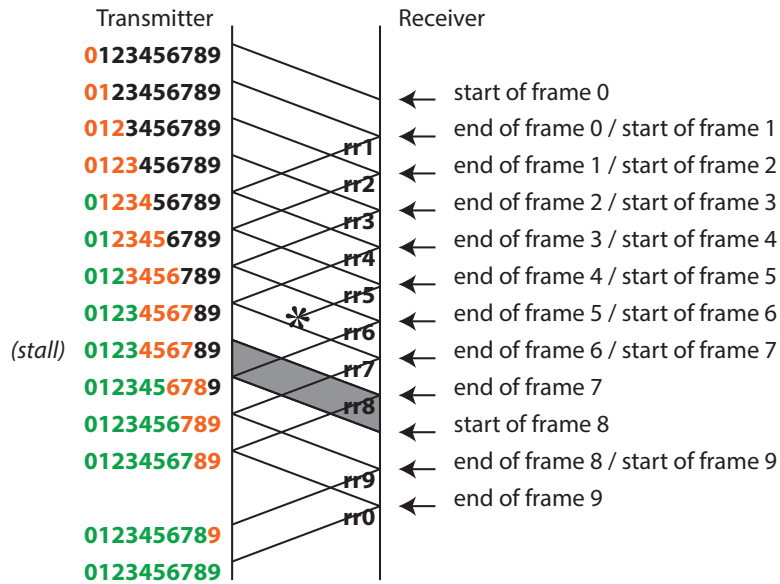 Transmitter Receiver
0123456789
0123456789 start of frame 0
0123456789 end of frame 0 / start of frame 1
rr1
0123456789 end of frame 1 / start of frame 2
rr2
0123456789 end of frame 2 / start of frame 3
rr3
0123456789 end of frame 3 / start of frame 4
rr4
0123456789 end of frame 4 / start of frame 5
rr5
0123456789 * end of frame 5 / start of frame 6
rr6
(stall) 0123456789 end of frame 6 / start of frame 7
rr7
0123456789 end of frame 7
rr8
0123456789 start of frame 8
0123456789 end of frame 8 / start of frame 9
rr9
end of frame 9
rr0
0123456789
0123456789